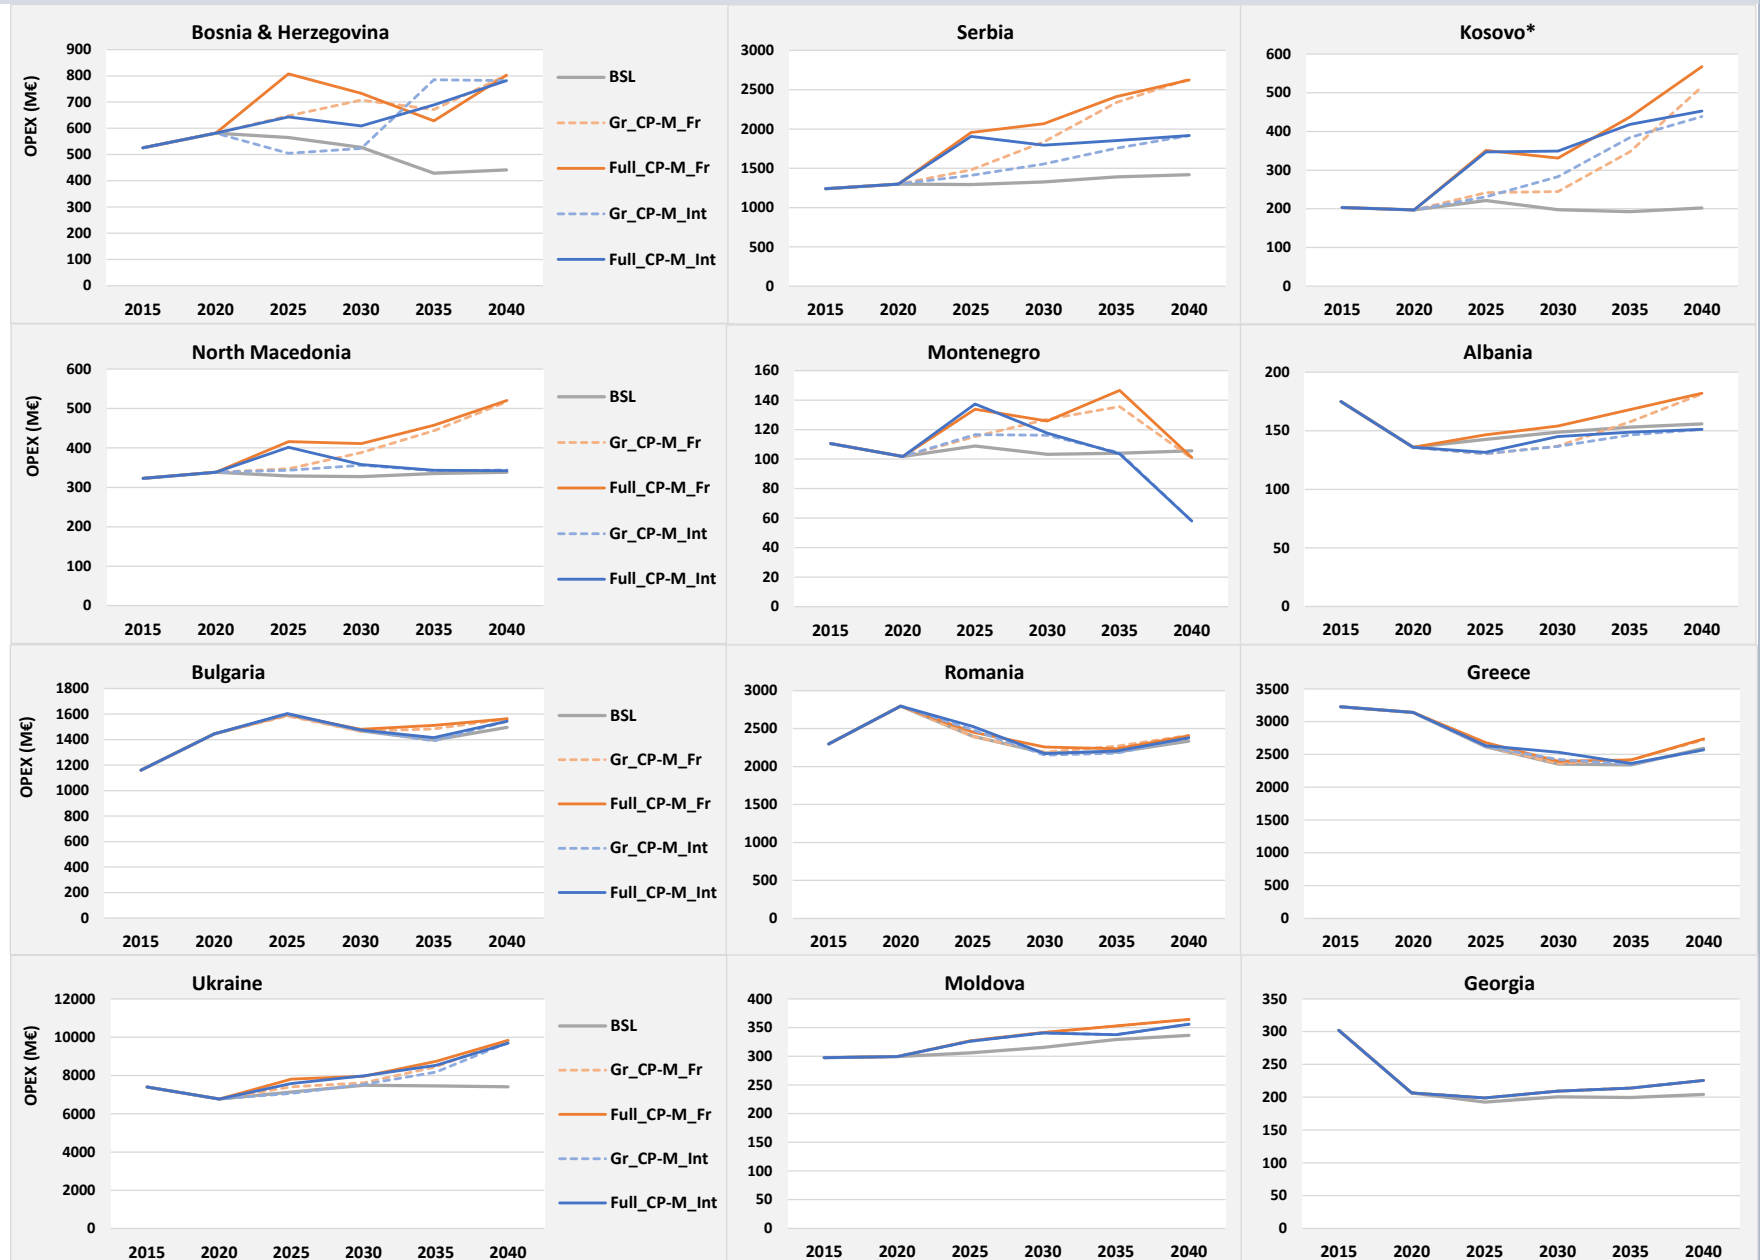 Bosnia & Herzegovina
OPEX (M€)
900
800
700
600
500
400
300
200
100
0
2015 2020 2025 2030 2035 2040
BSL
Gr_CP-M_Fr
Full_CP-M_Fr
Gr_CP-M_Int
Full_CP-M_Int
Serbia
3000
2500
2000
1500
1000
500
0
2015 2020 2025 2030 2035 2040
Kosovo*
600
500
400
300
200
100
0
2015 2020 2025 2030 2035 2040
North Macedonia
OPEX (M€)
600
500
400
300
200
100
0
2015 2020 2025 2030 2035 2040
BSL
Gr_CP-M_Fr
Full_CP-M_Fr
Gr_CP-M_Int
Full_CP-M_Int
Montenegro
160
140
120
100
80
60
40
20
0
2015 2020 2025 2030 2035 2040
Albania
200
150
100
50
0
2015 2020 2025 2030 2035 2040
Bulgaria
OPEX (M€)
1800
1600
1400
1200
1000
800
600
400
200
0
2015 2020 2025 2030 2035 2040
BSL
Gr_CP-M_Fr
Full_CP-M_Fr
Gr_CP-M_Int
Full_CP-M_Int
Romania
3000
2500
2000
1500
1000
500
0
2015 2020 2025 2030 2035 2040
Greece
3500
3000
2500
2000
1500
1000
500
0
2015 2020 2025 2030 2035 2040
Ukraine
OPEX (M€)
12000
10000
8000
6000
4000
2000
0
2015 2020 2025 2030 2035 2040
BSL
Gr_CP-M_Fr
Full_CP-M_Fr
Gr_CP-M_Int
Full_CP-M_Int
Moldova
400
350
300
250
200
150
100
50
0
2015 2020 2025 2030 2035 2040
Georgia
350
300
250
200
150
100
50
0
2015 2020 2025 2030 2035 2040